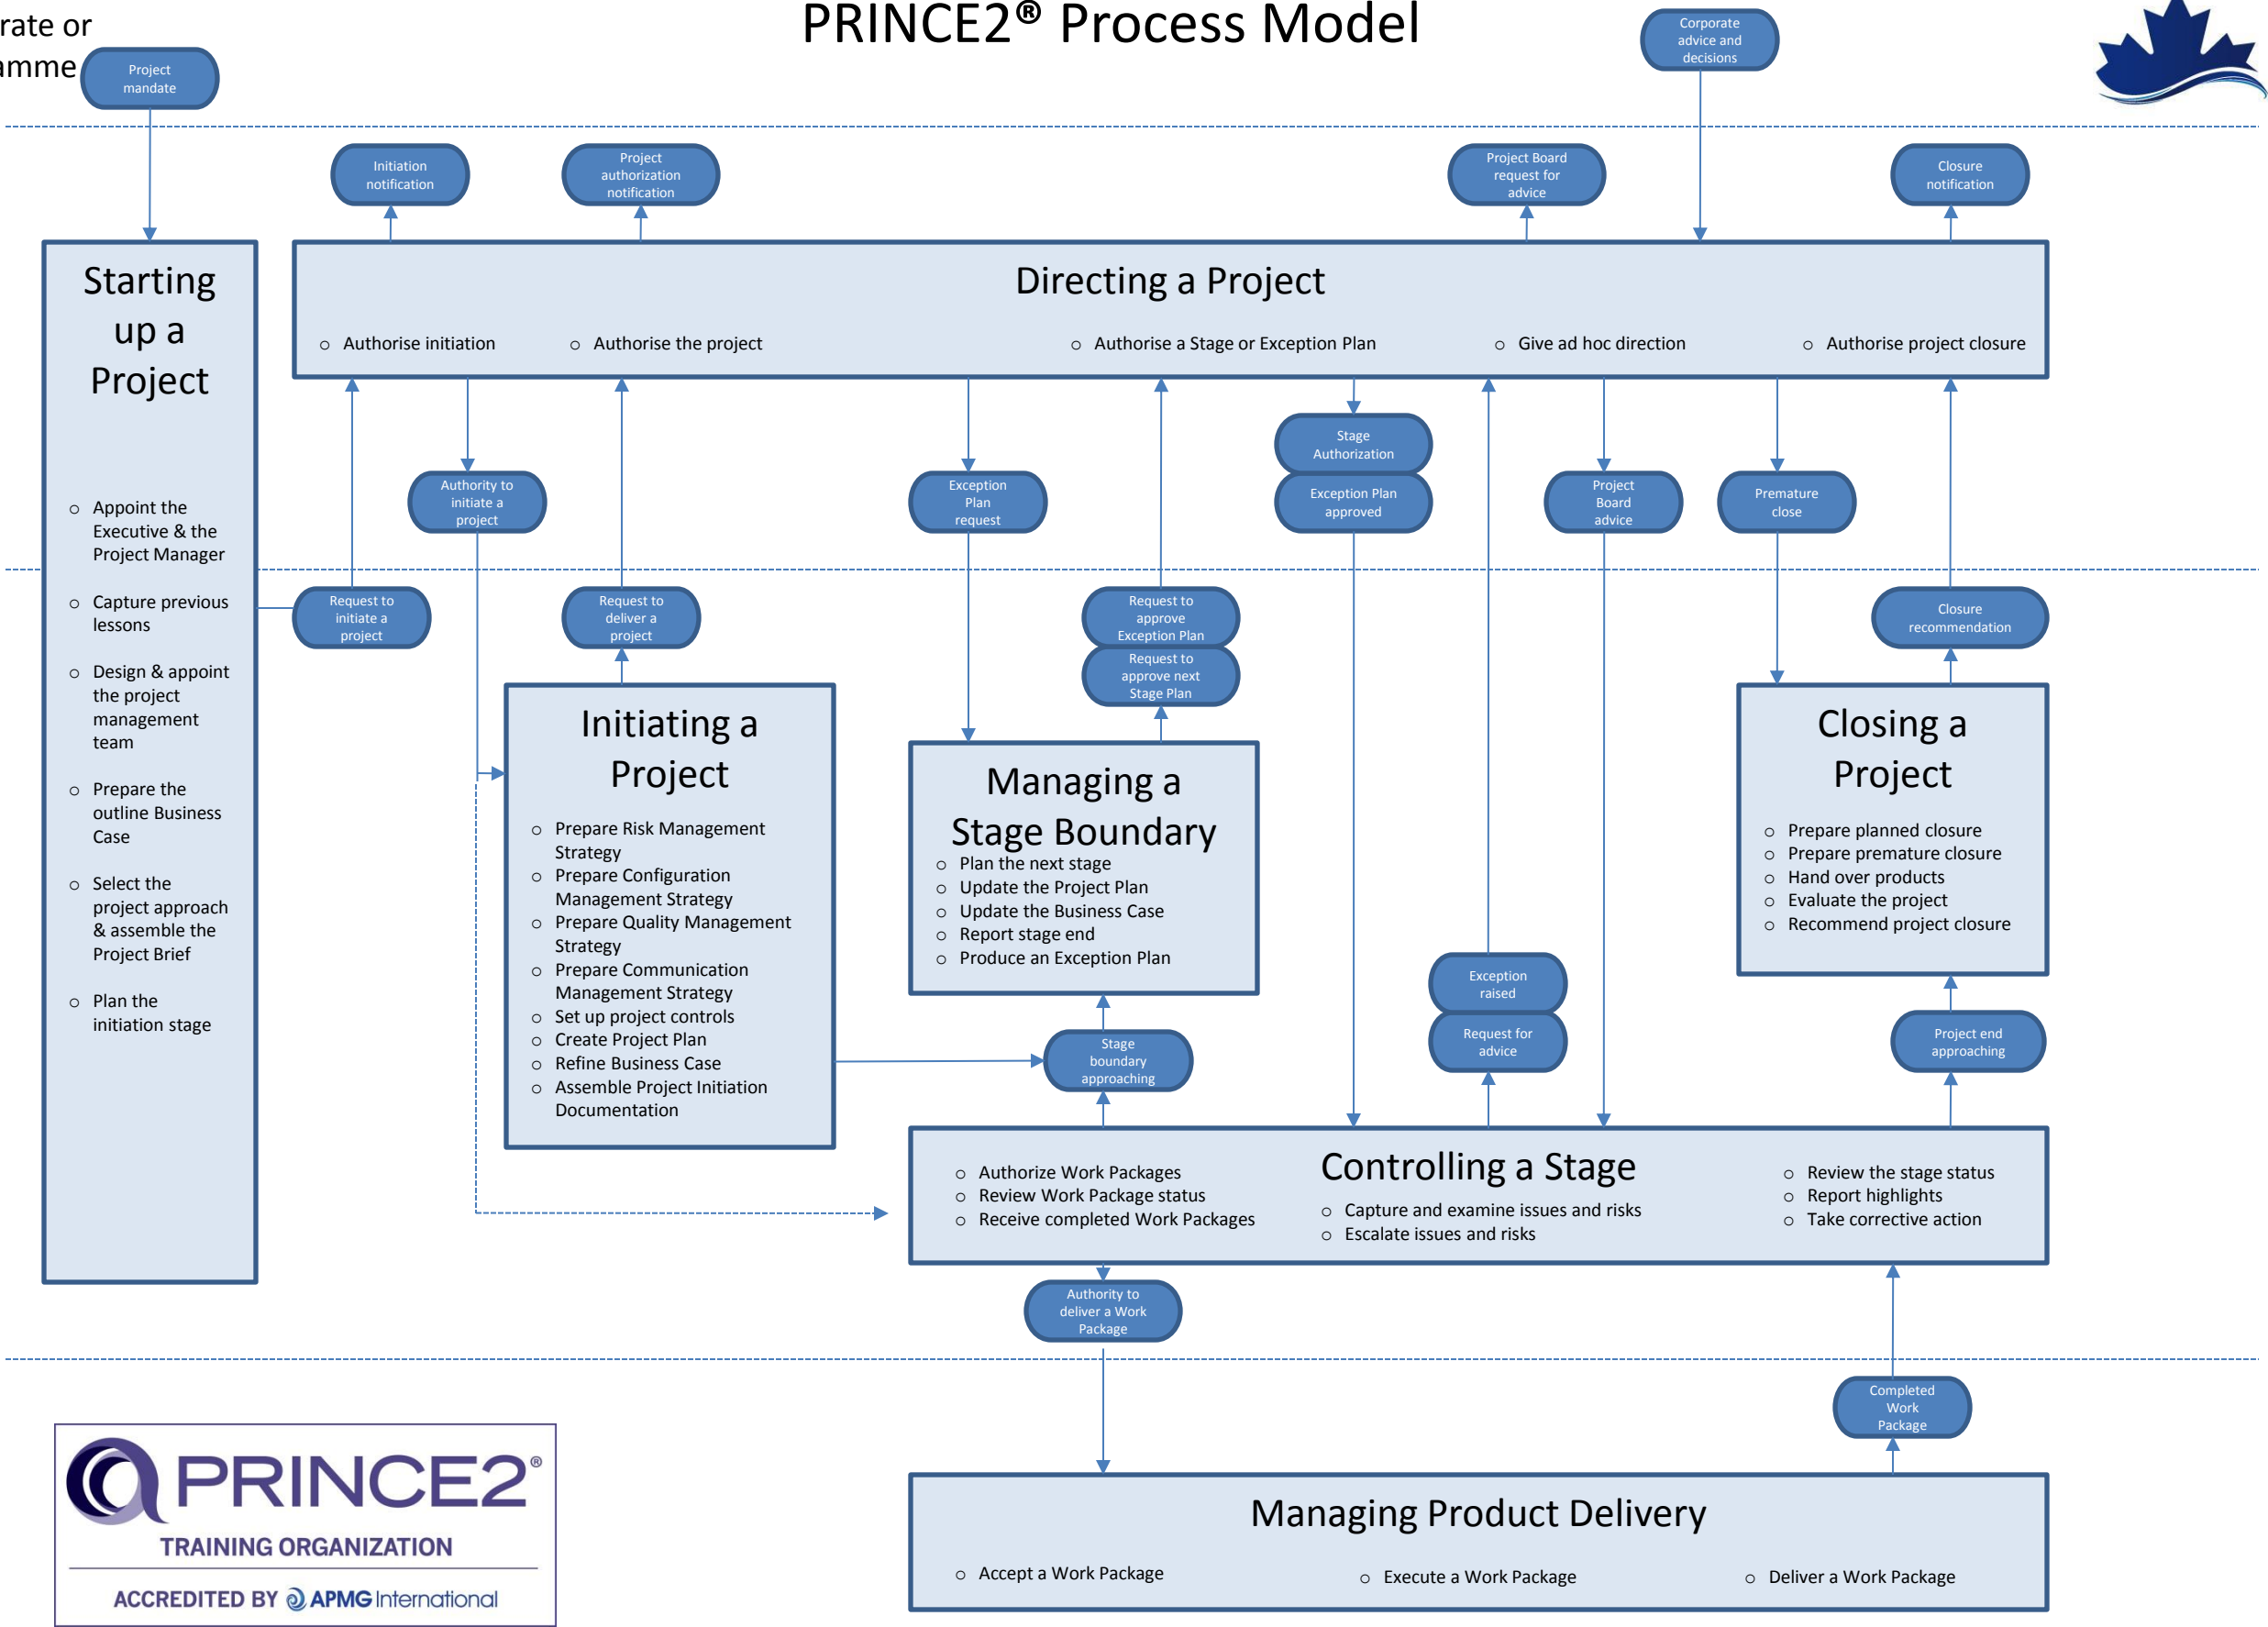 PRINCE2® Process Model
rate or
amme
Project
mandate
Corporate
advice and
decisions
Initiation
notification
Project
authorization
notification
Project Board
request for
advice
Closure
notification
Starting
up a
Project
○ Appoint the
Executive & the
Project Manager
○ Capture previous
lessons
○ Design & appoint
the project
management
team
○ Prepare the
outline Business
Case
○ Select the
project approach
& assemble the
Project Brief
○ Plan the
initiation stage
Directing a Project
○ Authorise initiation
○ Authorise the project
○ Authorise a Stage or Exception Plan
○ Give ad hoc direction
○ Authorise project closure
Authority to
initiate a
project
Exception
Plan
request
Stage
Authorization
Exception Plan
approved
Project
Board
advice
Premature
close
Request to
initiate a
project
Request to
deliver a
project
Request to
approve
Exception Plan
Request to
approve next
Stage Plan
Closure
recommendation
Initiating a
Project
○ Prepare Risk Management
Strategy
○ Prepare Configuration
Management Strategy
○ Prepare Quality Management
Strategy
○ Prepare Communication
Management Strategy
○ Set up project controls
○ Create Project Plan
○ Refine Business Case
○ Assemble Project Initiation
Documentation
Managing a
Stage Boundary
○ Plan the next stage
○ Update the Project Plan
○ Update the Business Case
○ Report stage end
○ Produce an Exception Plan
Closing a
Project
○ Prepare planned closure
○ Prepare premature closure
○ Hand over products
○ Evaluate the project
○ Recommend project closure
Exception
raised
Request for
advice
Stage
boundary
approaching
Project end
approaching
Controlling a Stage
○ Authorize Work Packages
○ Review Work Package status
○ Receive completed Work Packages
○ Capture and examine issues and risks
○ Escalate issues and risks
○ Review the stage status
○ Report highlights
○ Take corrective action
Authority to
deliver a Work
Package
Completed
Work
Package
Managing Product Delivery
○ Accept a Work Package
○ Execute a Work Package
○ Deliver a Work Package
PRINCE2®
TRAINING ORGANIZATION
ACCREDITED BY APMG International